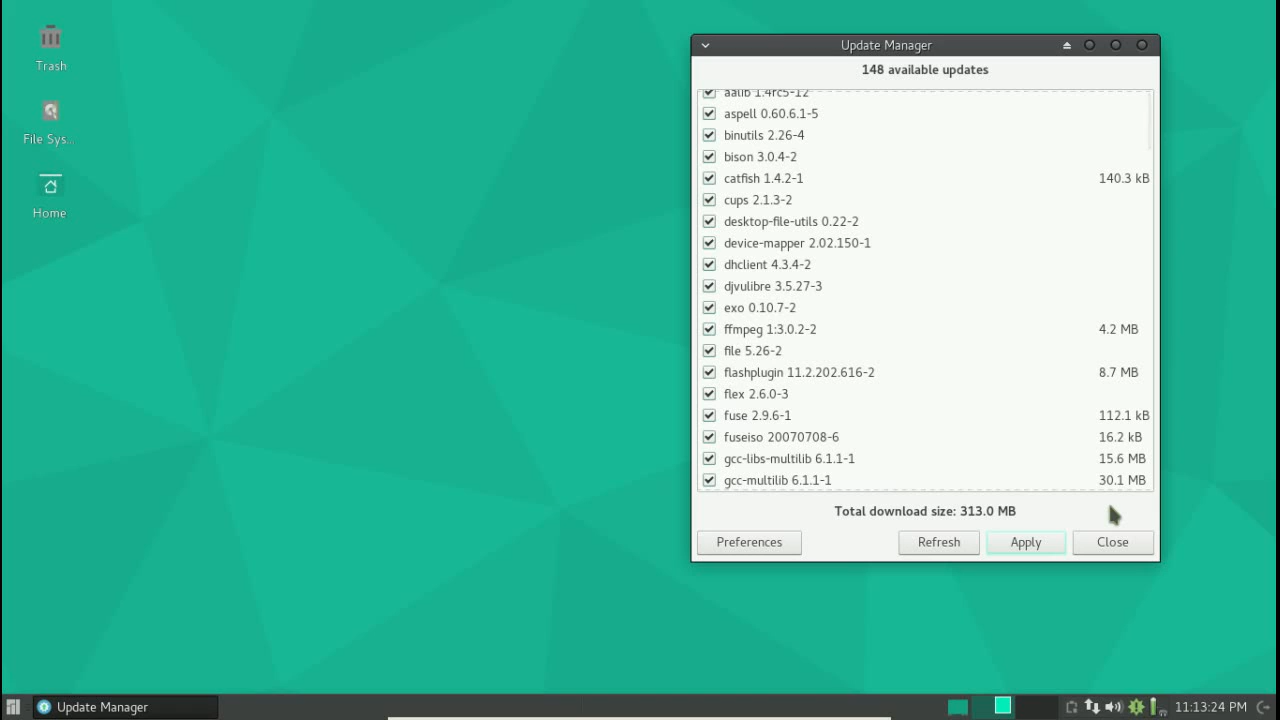 Trash
File Sys...
Home
Update Manager
148 available updates
aalib 1.4rc5-12
aspell 0.60.6.1-5
binutils 2.26-4
bison 3.0.4-2
catfish 1.4.2-1 140.3 kB
cups 2.1.3-2
desktop-file-utils 0.22-2
device-mapper 2.02.150-1
dhclient 4.3.4-2
djvulibre 3.5.27-3
exo 0.10.7-2
ffmpeg 1:3.0.2-2 4.2 MB
file 5.26-2
flashplugin 11.2.202.616-2 8.7 MB
flex 2.6.0-3
fuse 2.9.6-1 112.1 kB
fuseiso 20070708-6 16.2 kB
gcc-libs-multilib 6.1.1-1 15.6 MB
gcc-multilib 6.1.1-1 30.1 MB
Total download size: 313.0 MB
Preferences Refresh Apply Close
Update Manager 11:13:24 PM